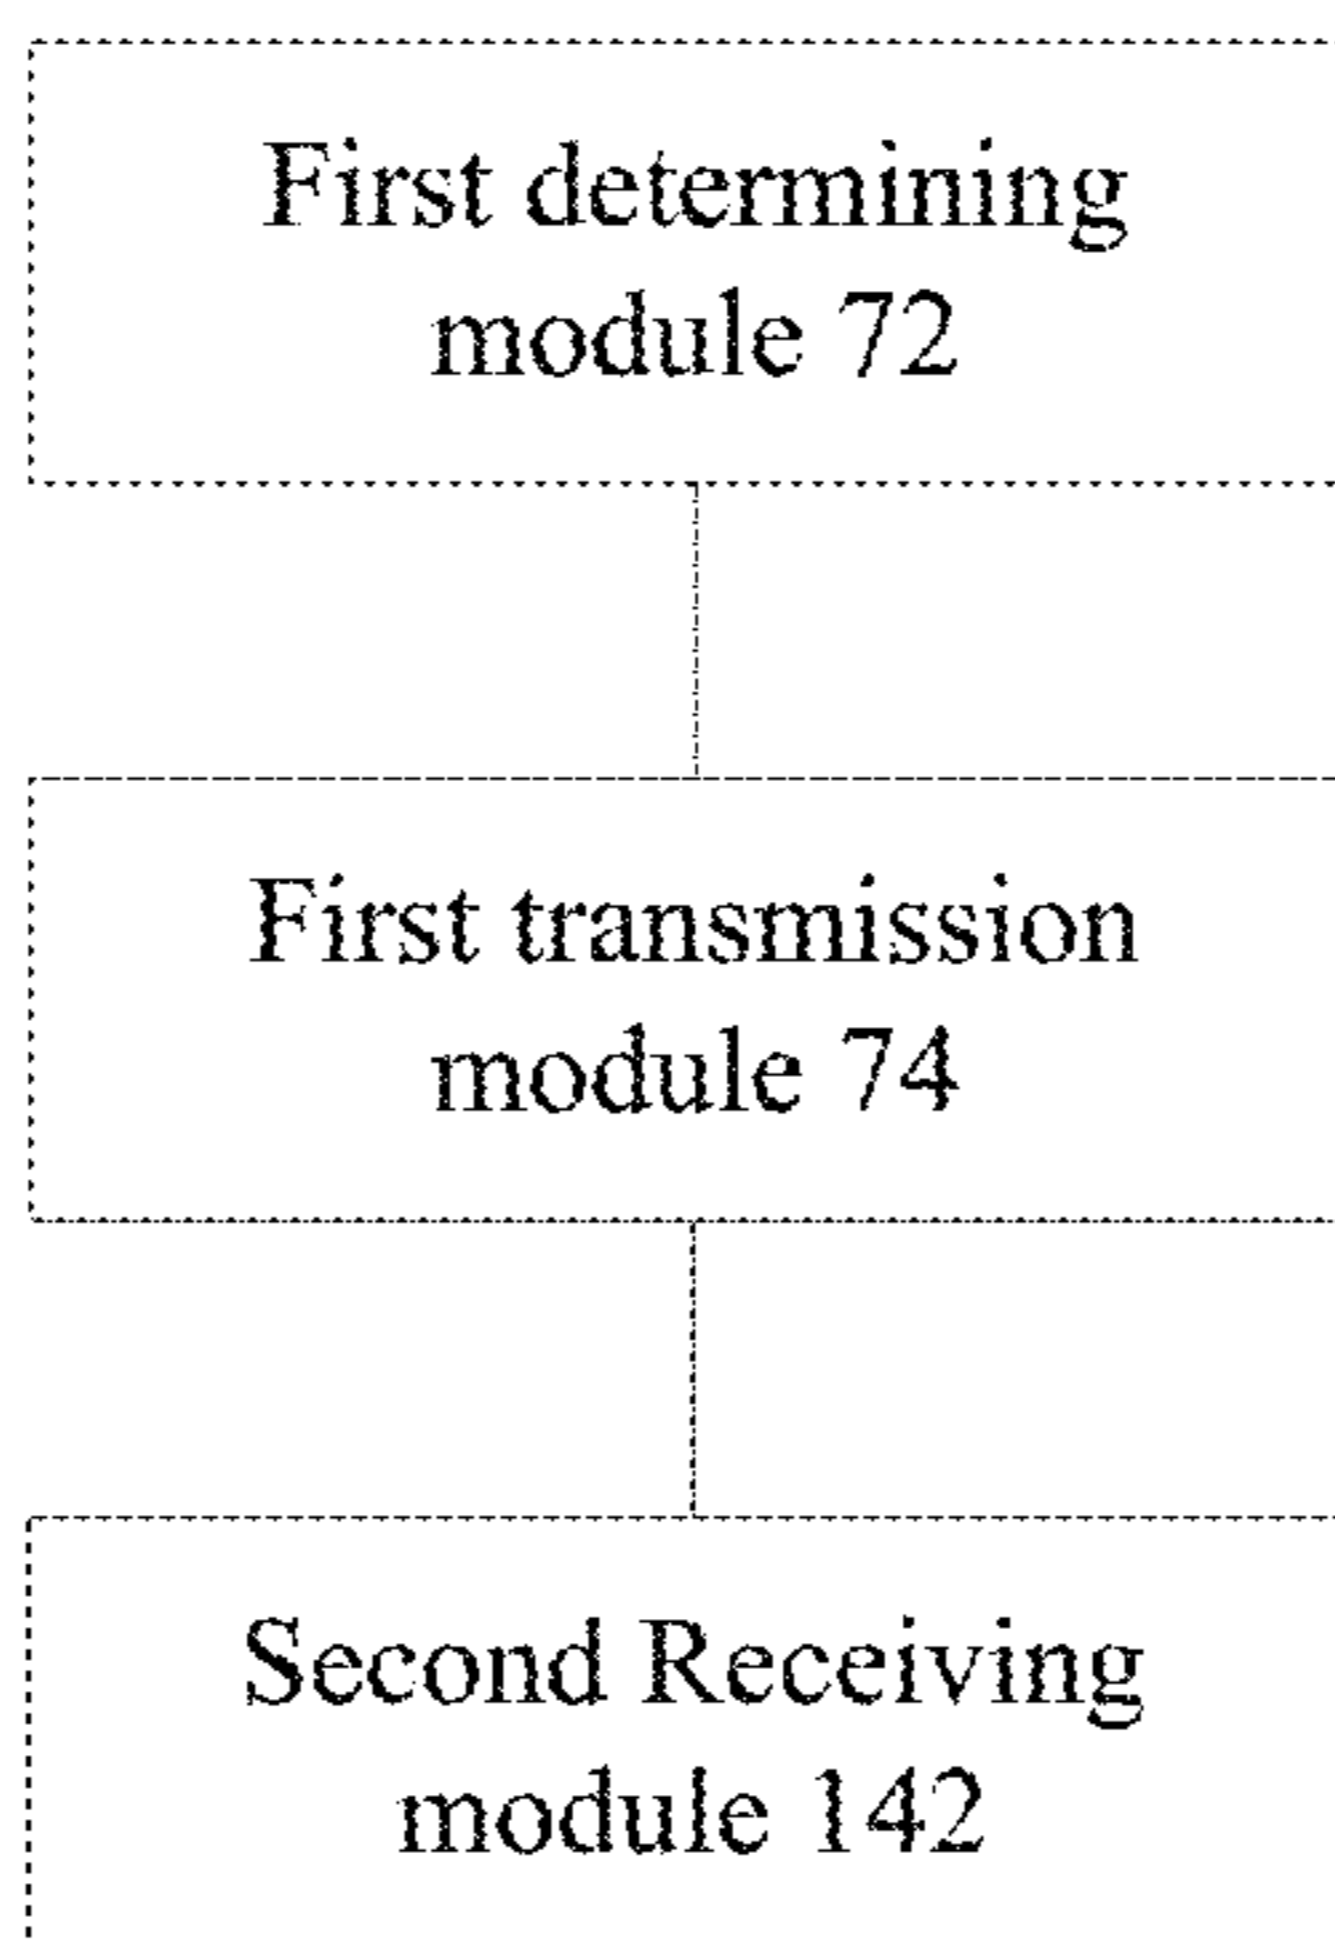 First determining
module 72
First transmission
module 74
Second Receiving
module 142